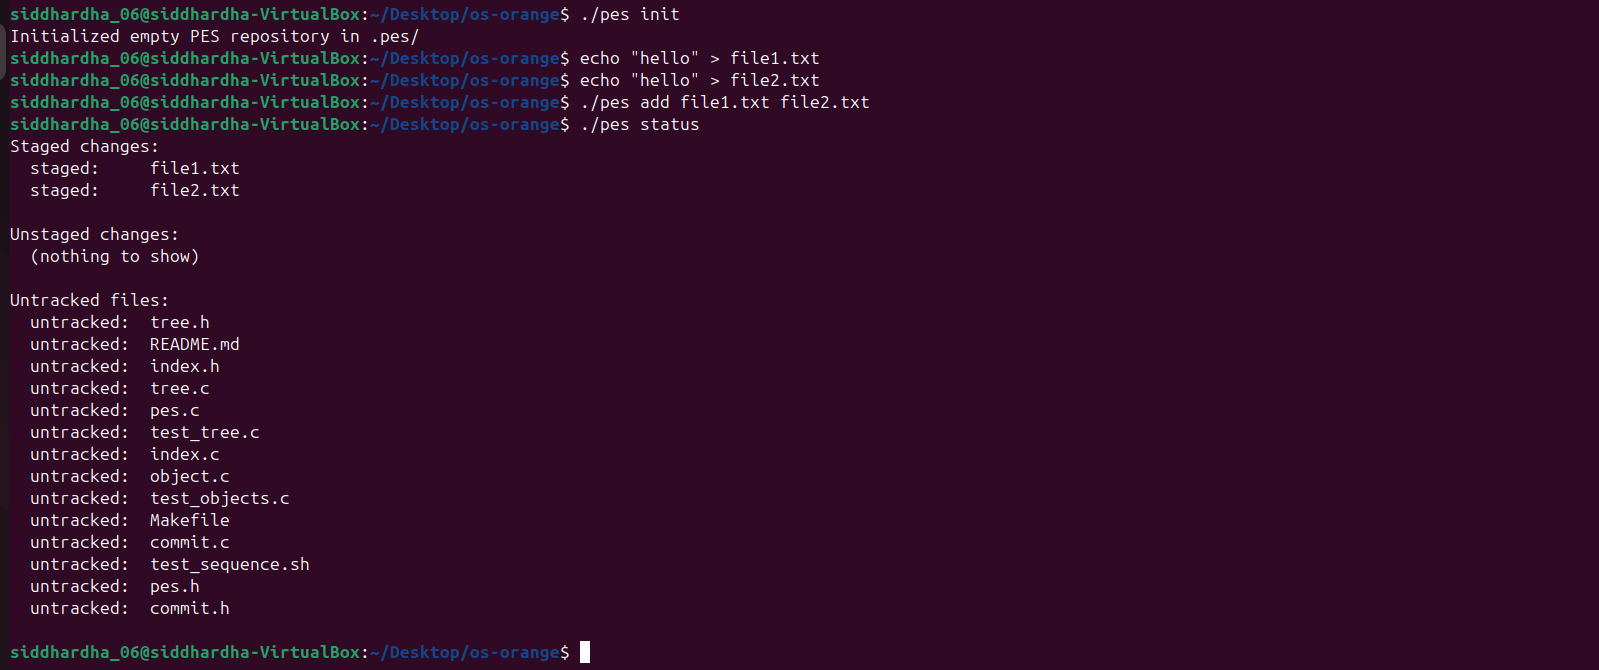 siddhardha_06@siddhardha-VirtualBox:~/Desktop/os-orange$ ./pes init
Initialized empty PES repository in .pes/
siddhardha_06@siddhardha-VirtualBox:~/Desktop/os-orange$ echo "hello" > file1.txt
siddhardha_06@siddhardha-VirtualBox:~/Desktop/os-orange$ echo "hello" > file2.txt
siddhardha_06@siddhardha-VirtualBox:~/Desktop/os-orange$ ./pes add file1.txt file2.txt
siddhardha_06@siddhardha-VirtualBox:~/Desktop/os-orange$ ./pes status
Staged changes:
  staged:     file1.txt
  staged:     file2.txt

Unstaged changes:
  (nothing to show)

Untracked files:
  untracked:  tree.h
  untracked:  README.md
  untracked:  index.h
  untracked:  tree.c
  untracked:  pes.c
  untracked:  test_tree.c
  untracked:  index.c
  untracked:  object.c
  untracked:  test_objects.c
  untracked:  Makefile
  untracked:  commit.c
  untracked:  test_sequence.sh
  untracked:  pes.h
  untracked:  commit.h

siddhardha_06@siddhardha-VirtualBox:~/Desktop/os-orange$